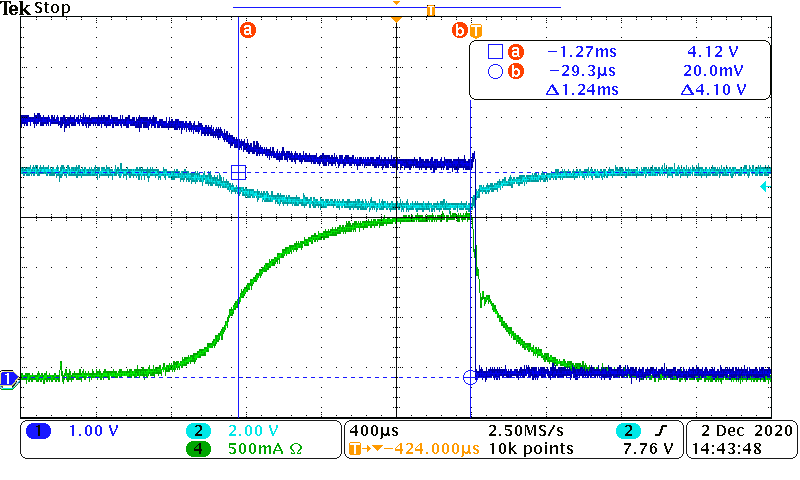 Tek Stop
T
a
b T
a −1.27ms 4.12 V
b −29.3µs 20.0mV
Δ1.24ms Δ4.10 V
1
1 1.00 V 2 2.00 V
4 500mA Ω
400µs 2.50MS/s
T→▼−424.000µs 10k points
2 7.76 V
2 Dec 2020
14:43:48